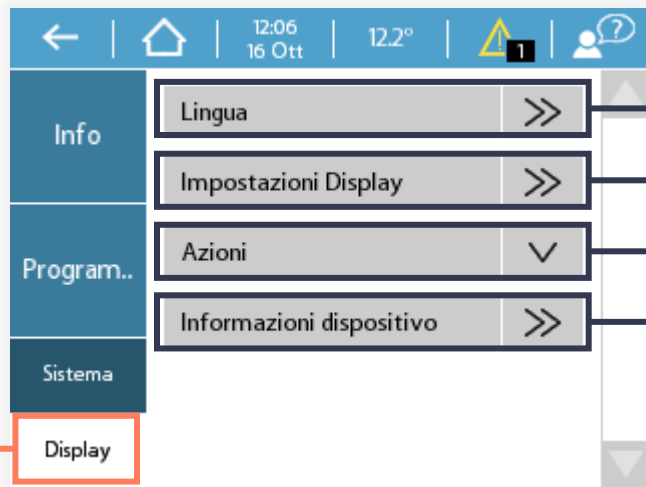 12:06
16 Ott
12.2°
1
?
Info
Program..
Sistema
Display
Lingua
Impostazioni Display
Azioni
Informazioni dispositivo